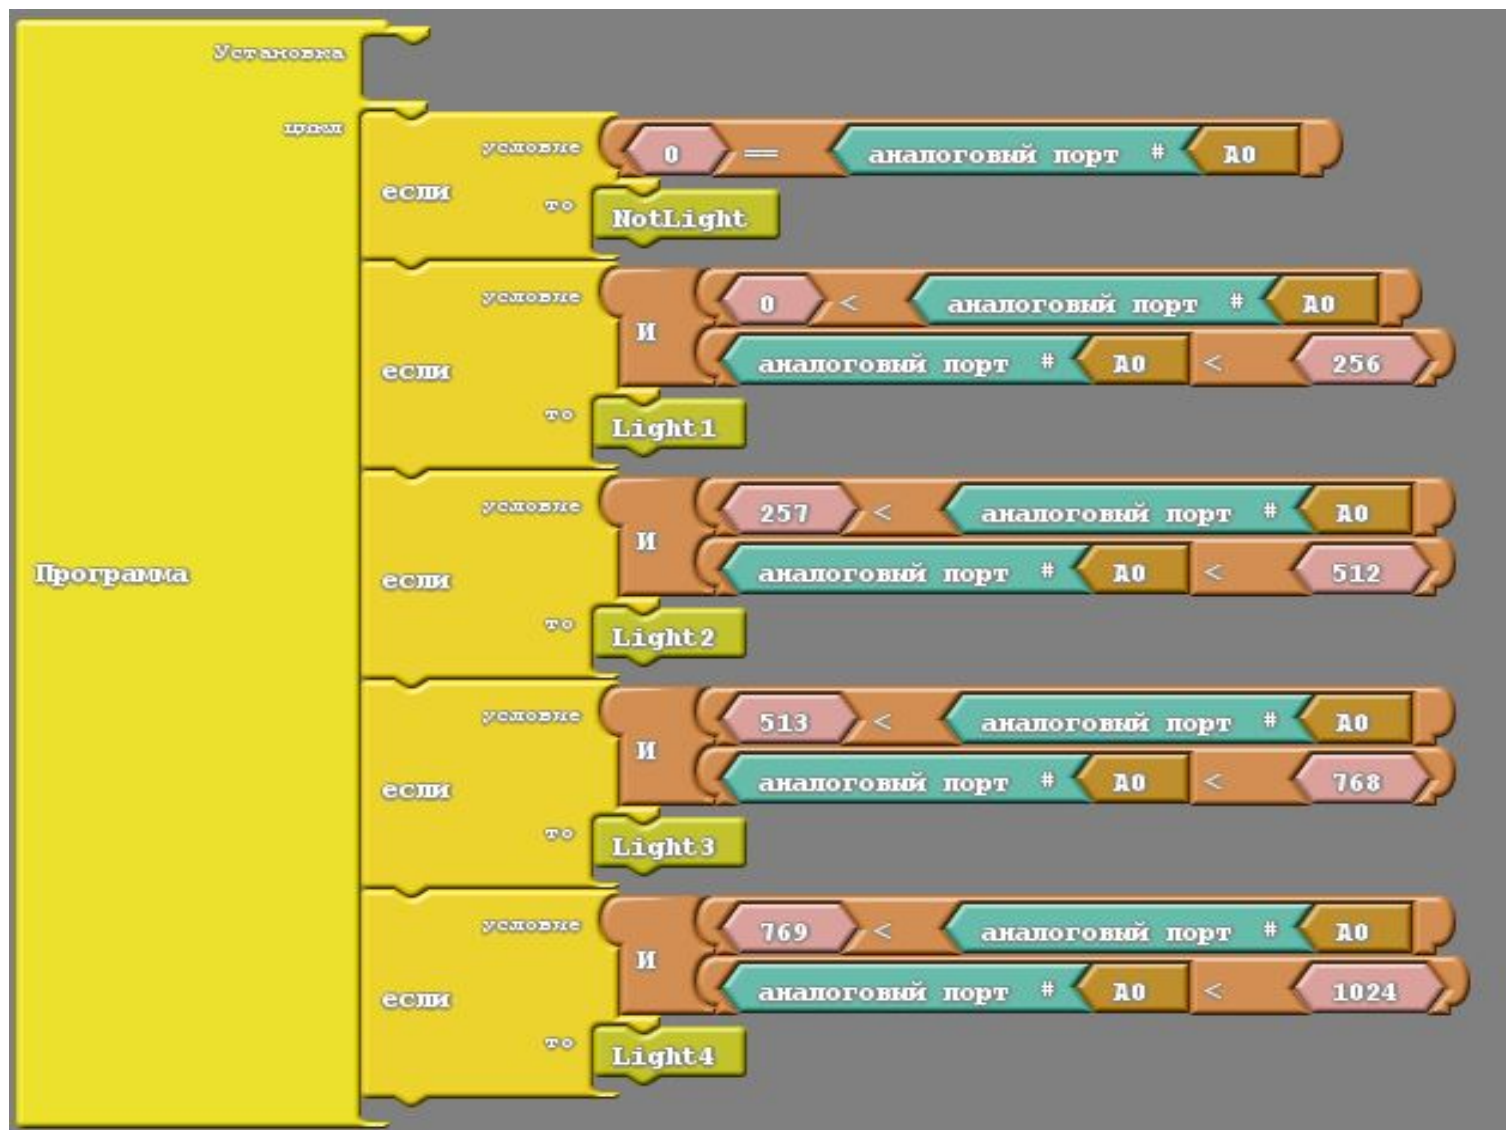 Установка
цикл
условие 0 == аналоговый порт # A0
если
то NotLight
условие 0 < аналоговый порт # A0
И
аналоговый порт # A0 < 256
если
то Light1
условие 257 < аналоговый порт # A0
И
аналоговый порт # A0 < 512
Программа
если
то Light2
условие 513 < аналоговый порт # A0
И
аналоговый порт # A0 < 768
если
то Light3
условие 769 < аналоговый порт # A0
И
аналоговый порт # A0 < 1024
если
то Light4